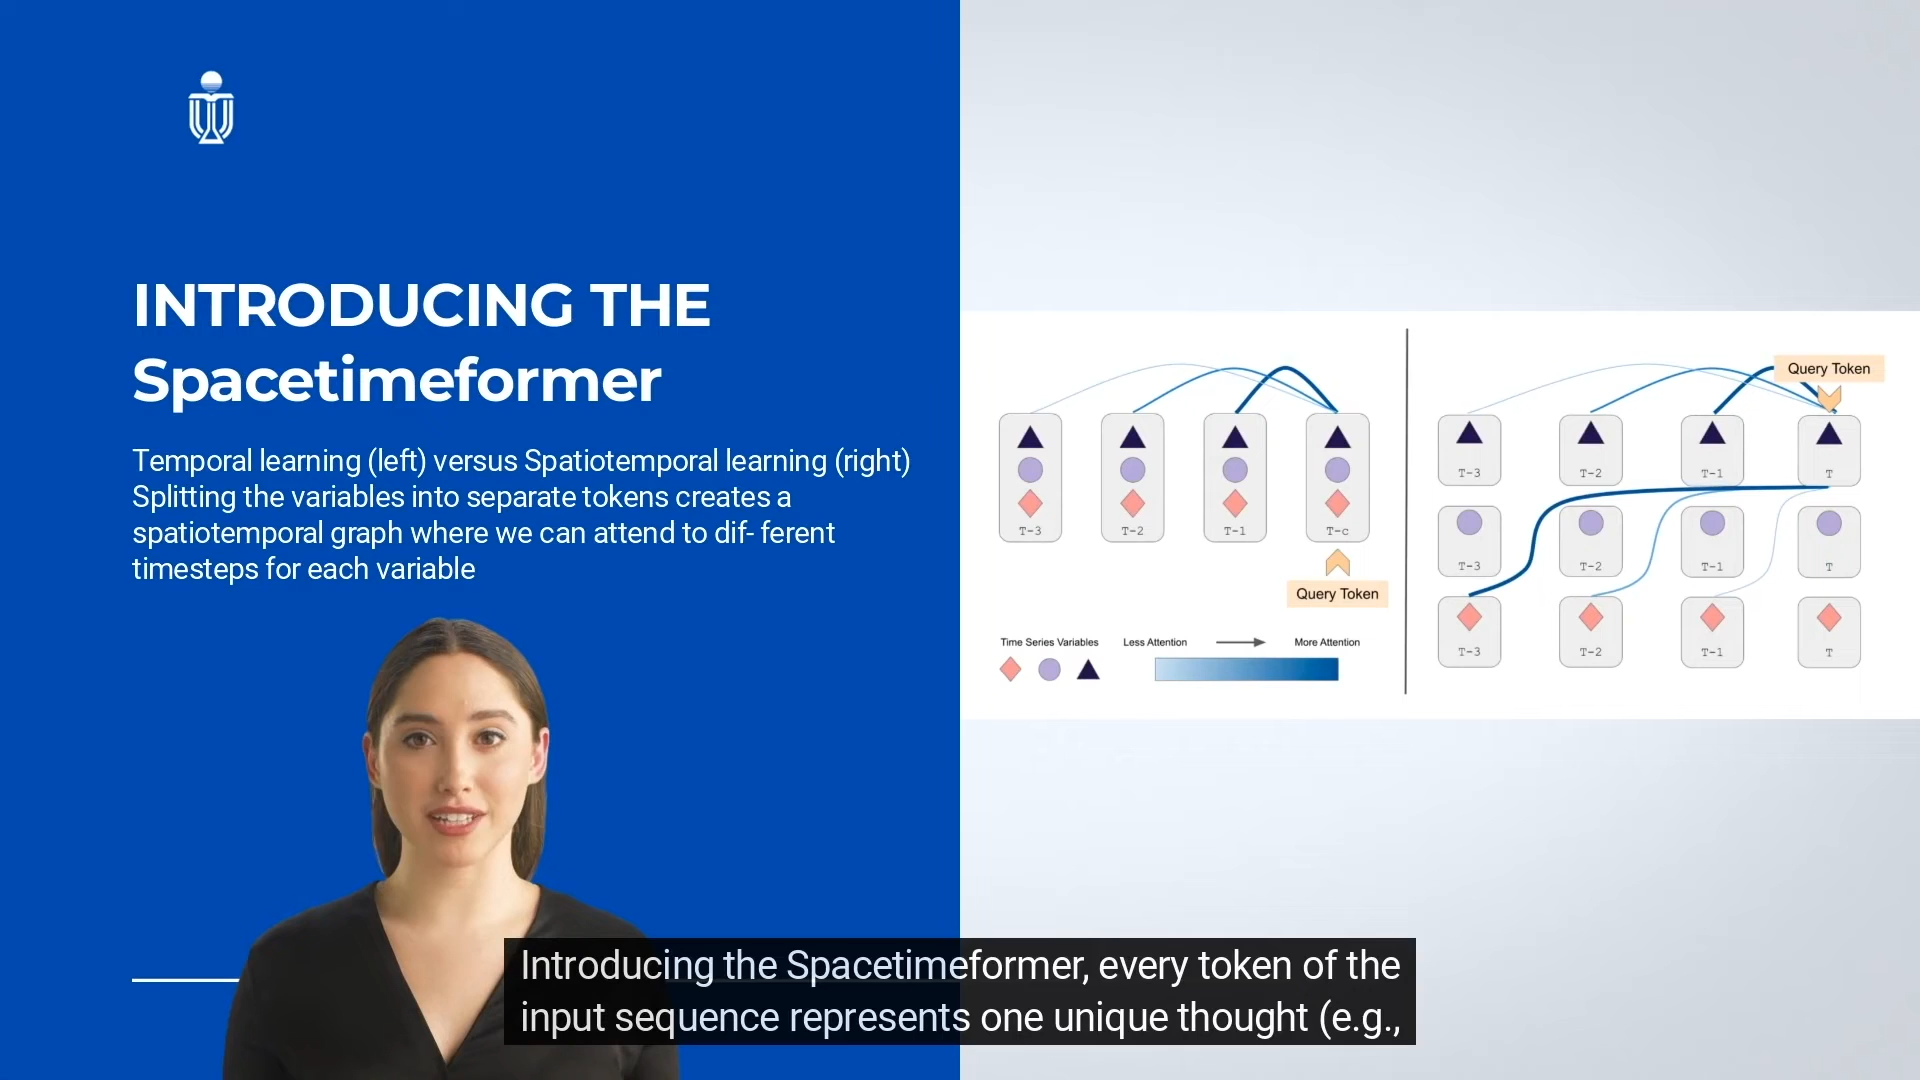 INTRODUCING THE
Spacetimeformer
Temporal learning (left) versus Spatiotemporal learning (right)
Splitting the variables into separate tokens creates a
spatiotemporal graph where we can attend to dif- ferent
timesteps for each variable
Query Token
T-3
T-2
T-1
T-c
Query Token
Time Series Variables
Less Attention
More Attention
T-3
T-2
T-1
T
T-3
T-2
T-1
T
T-3
T-2
T-1
T
Introducing the Spacetimeformer, every token of the
input sequence represents one unique thought (e.g.,